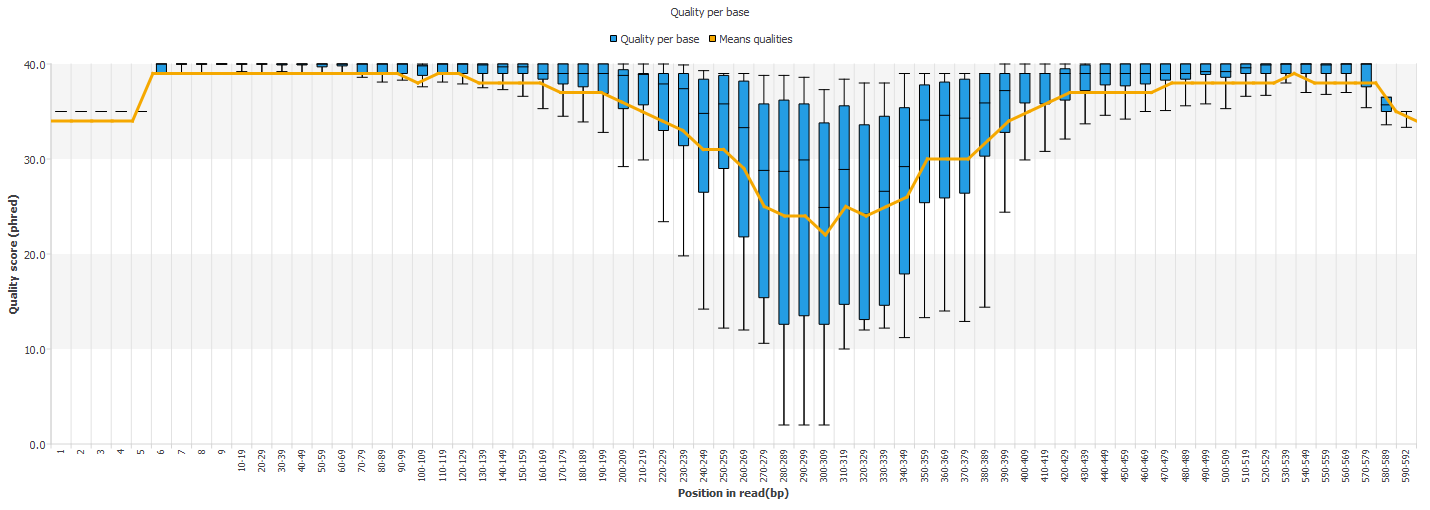 Quality per base
Quality per base Means qualities
Quality score (phred)
40.0
30.0
20.0
10.0
0.0
1 2 3 4 5 6 7 8 9 10-19 20-29 30-39 40-49 50-59 60-69 70-79 80-89 90-99 100-109 110-119 120-129 130-139 140-149 150-159 160-169 170-179 180-189 190-199 200-209 210-219 220-229 230-239 240-249 250-259 260-269 270-279 280-289 290-299 300-309 310-319 320-329 330-339 340-349 350-359 360-369 370-379 380-389 390-399 400-409 410-419 420-429 430-439 440-449 450-459 460-469 470-479 480-489 490-499 500-509 510-519 520-529 530-539 540-549 550-559 560-569 570-579 580-589 590-592
Position in read(bp)